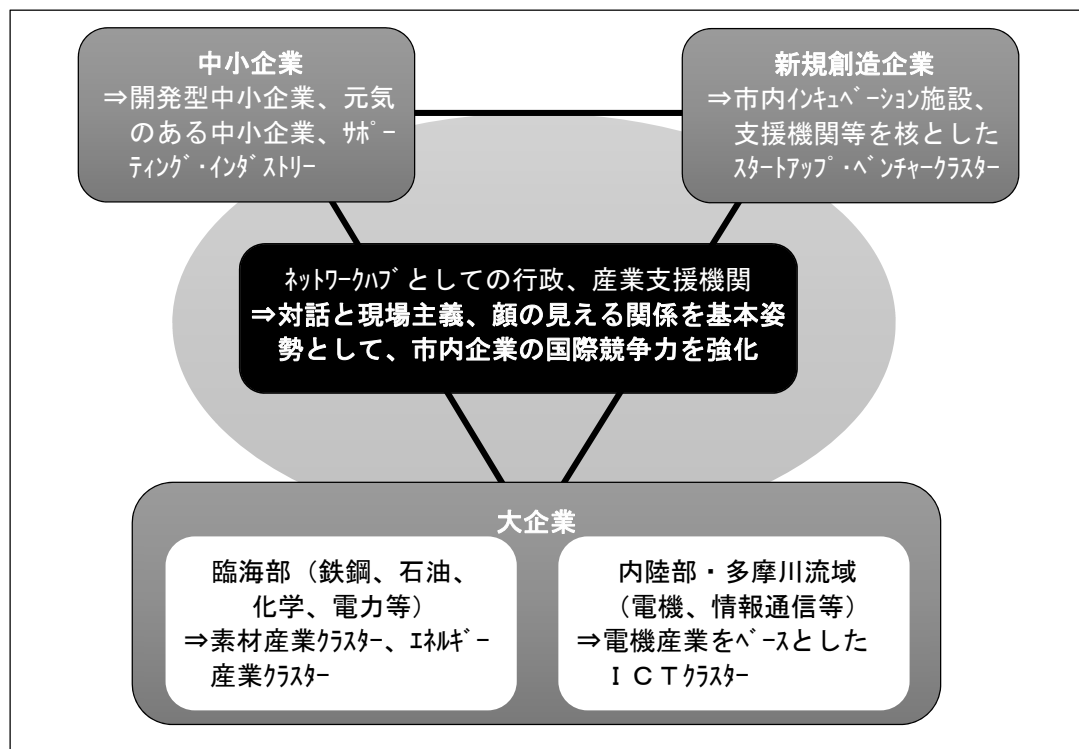 中小企業
⇒開発型中小企業、元気
のある中小企業、ｻﾎﾟｰ
ﾃｨﾝｸﾞ・ｲﾝﾀﾞｽﾄﾘｰ
新規創造企業
⇒市内ｲﾝｷｭﾍﾞｰｼｮﾝ施設、
支援機関等を核とした
ｽﾀｰﾄｱｯﾌﾟ・ﾍﾞﾝﾁｬｰｸﾗｽﾀｰ
ﾈｯﾄﾜｰｸﾊﾌﾞとしての行政、産業支援機関
⇒対話と現場主義、顔の見える関係を基本姿
勢として、市内企業の国際競争力を強化
大企業
臨海部（鉄鋼、石油、
化学、電力等）
⇒素材産業ｸﾗｽﾀｰ、ｴﾈﾙｷﾞｰ
産業ｸﾗｽﾀｰ
内陸部・多摩川流域
（電機、情報通信等）
⇒電機産業をﾍﾞｰｽとした
ＩＣＴｸﾗｽﾀｰ